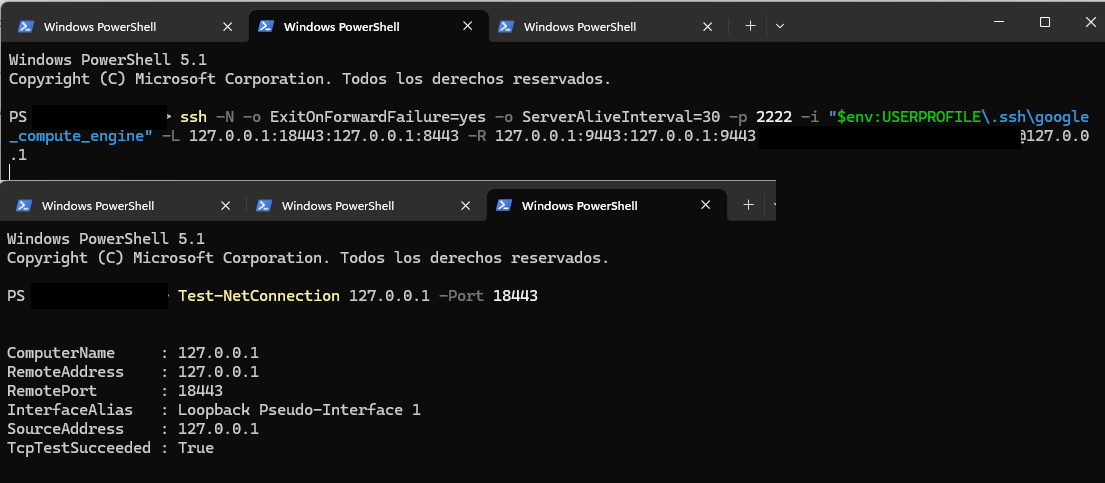 Windows PowerShell Windows PowerShell Windows PowerShell
Windows PowerShell 5.1
Copyright (C) Microsoft Corporation. Todos los derechos reservados.
PS > ssh -N -o ExitOnForwardFailure=yes -o ServerAliveInterval=30 -p 2222 -i "$env:USERPROFILE\.ssh\google
_compute_engine" -L 127.0.0.1:18443:127.0.0.1:8443 -R 127.0.0.1:9443:127.0.0.1:9443 @127.0.0
.1
Windows PowerShell Windows PowerShell Windows PowerShell
Windows PowerShell 5.1
Copyright (C) Microsoft Corporation. Todos los derechos reservados.
PS > Test-NetConnection 127.0.0.1 -Port 18443
ComputerName : 127.0.0.1
RemoteAddress : 127.0.0.1
RemotePort : 18443
InterfaceAlias : Loopback Pseudo-Interface 1
SourceAddress : 127.0.0.1
TcpTestSucceeded : True